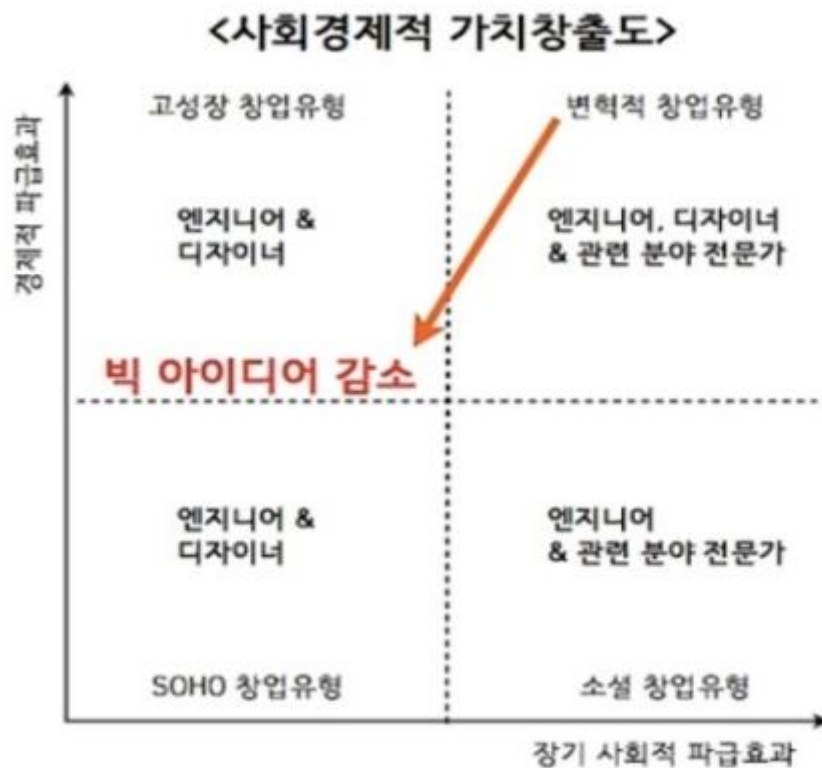 <사회경제적 가치창출도>
고성장 창업유형
변혁적 창업유형
경제적 파급효과
엔지니어 &
디자이너
엔지니어, 디자이너
& 관련 분야 전문가
빅 아이디어 감소
엔지니어 &
디자이너
엔지니어
& 관련 분야 전문가
SOHO 창업유형
소셜 창업유형
장기 사회적 파급효과